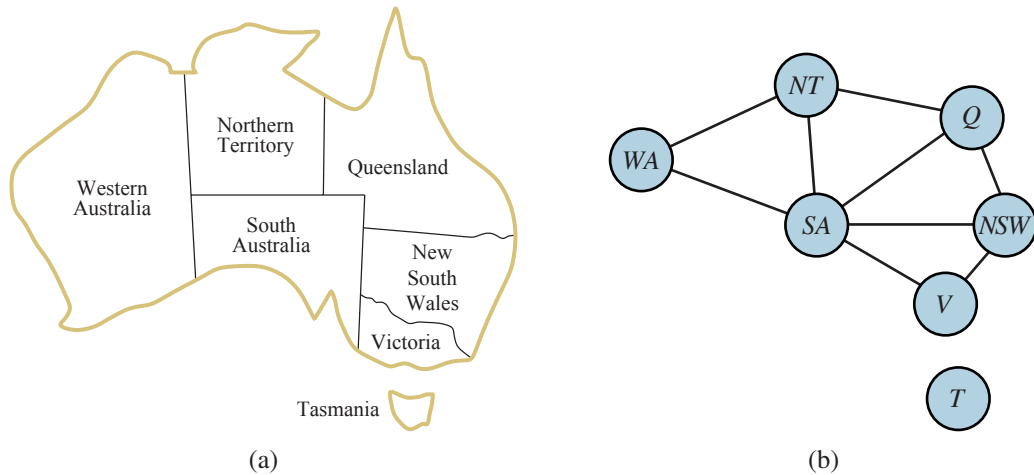 Northern
Territory
Western
Australia
Queensland
South
Australia
New
South
Wales
Victoria
Tasmania
(a)
NT
Q
WA
SA
NSW
V
T
(b)